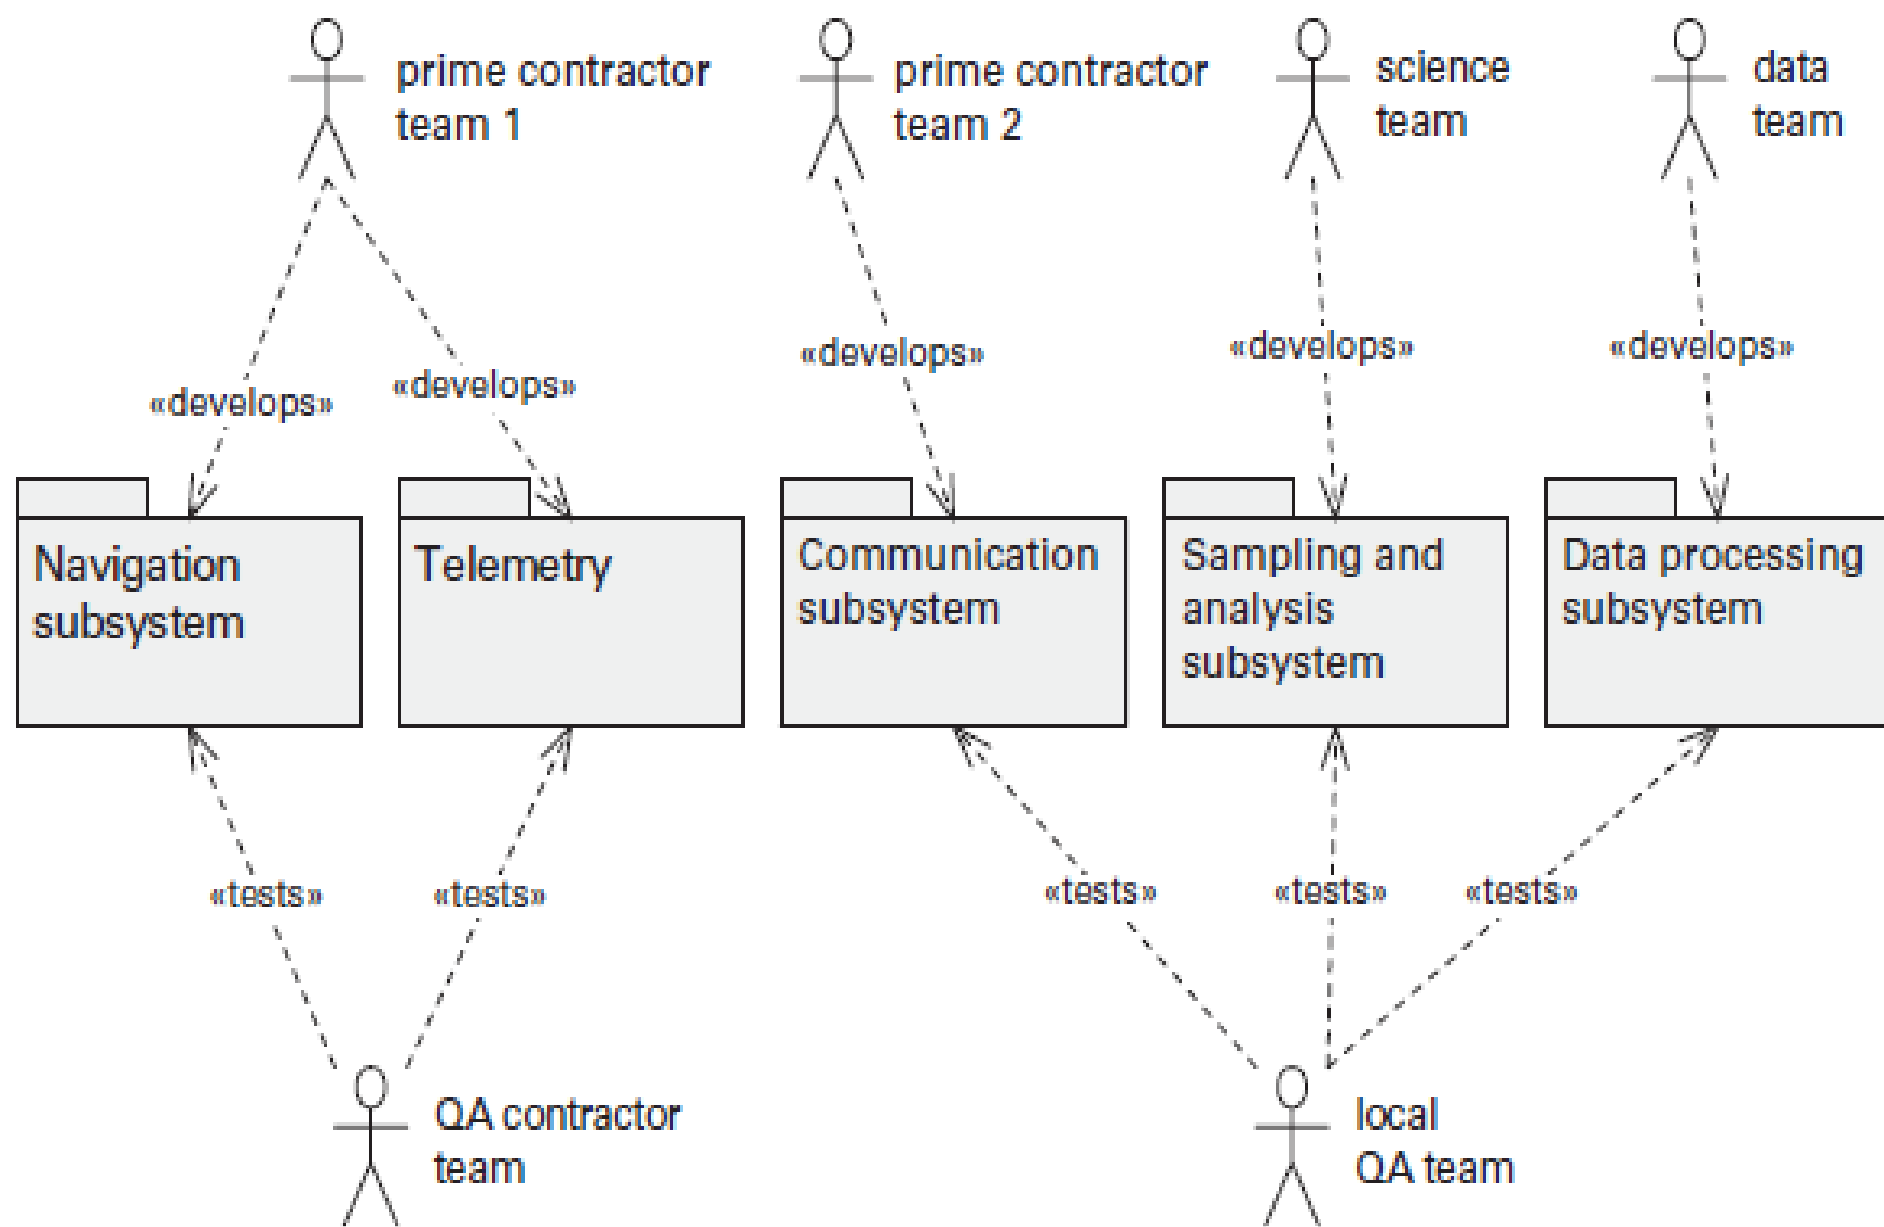 prime contractor
team 1
prime contractor
team 2
science
team
data
team
«develops»
«develops»
«develops»
«develops»
«develops»
Navigation
subsystem
Telemetry
Communication
subsystem
Sampling and
analysis
subsystem
Data processing
subsystem
«tests»
«tests»
«tests»
«tests»
«tests»
QA contractor
team
local
QA team